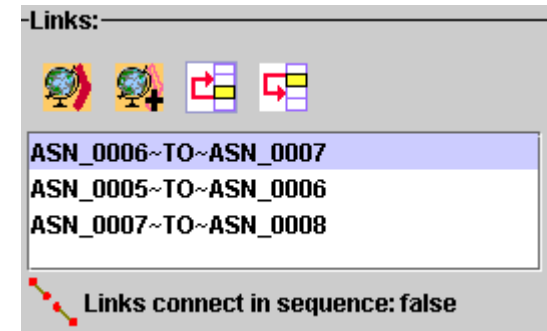 Links:
ASN_0006~TO~ASN_0007
ASN_0005~TO~ASN_0006
ASN_0007~TO~ASN_0008
Links connect in sequence: false